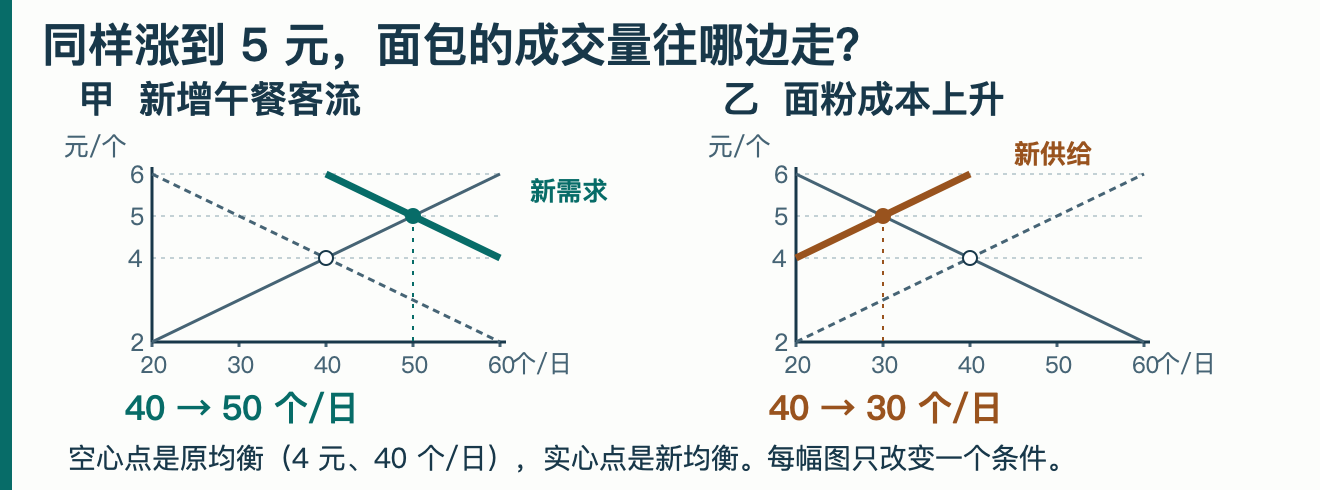 同样涨到 5 元，面包的成交量往哪边走？
甲 新增午餐客流
元/个
6
5
4
2
20 30 40 50 60个/日
新需求
40 → 50 个/日
乙 面粉成本上升
元/个
6
5
4
2
20 30 40 50 60个/日
新供给
40 → 30 个/日
空心点是原均衡（4 元、40 个/日），实心点是新均衡。每幅图只改变一个条件。